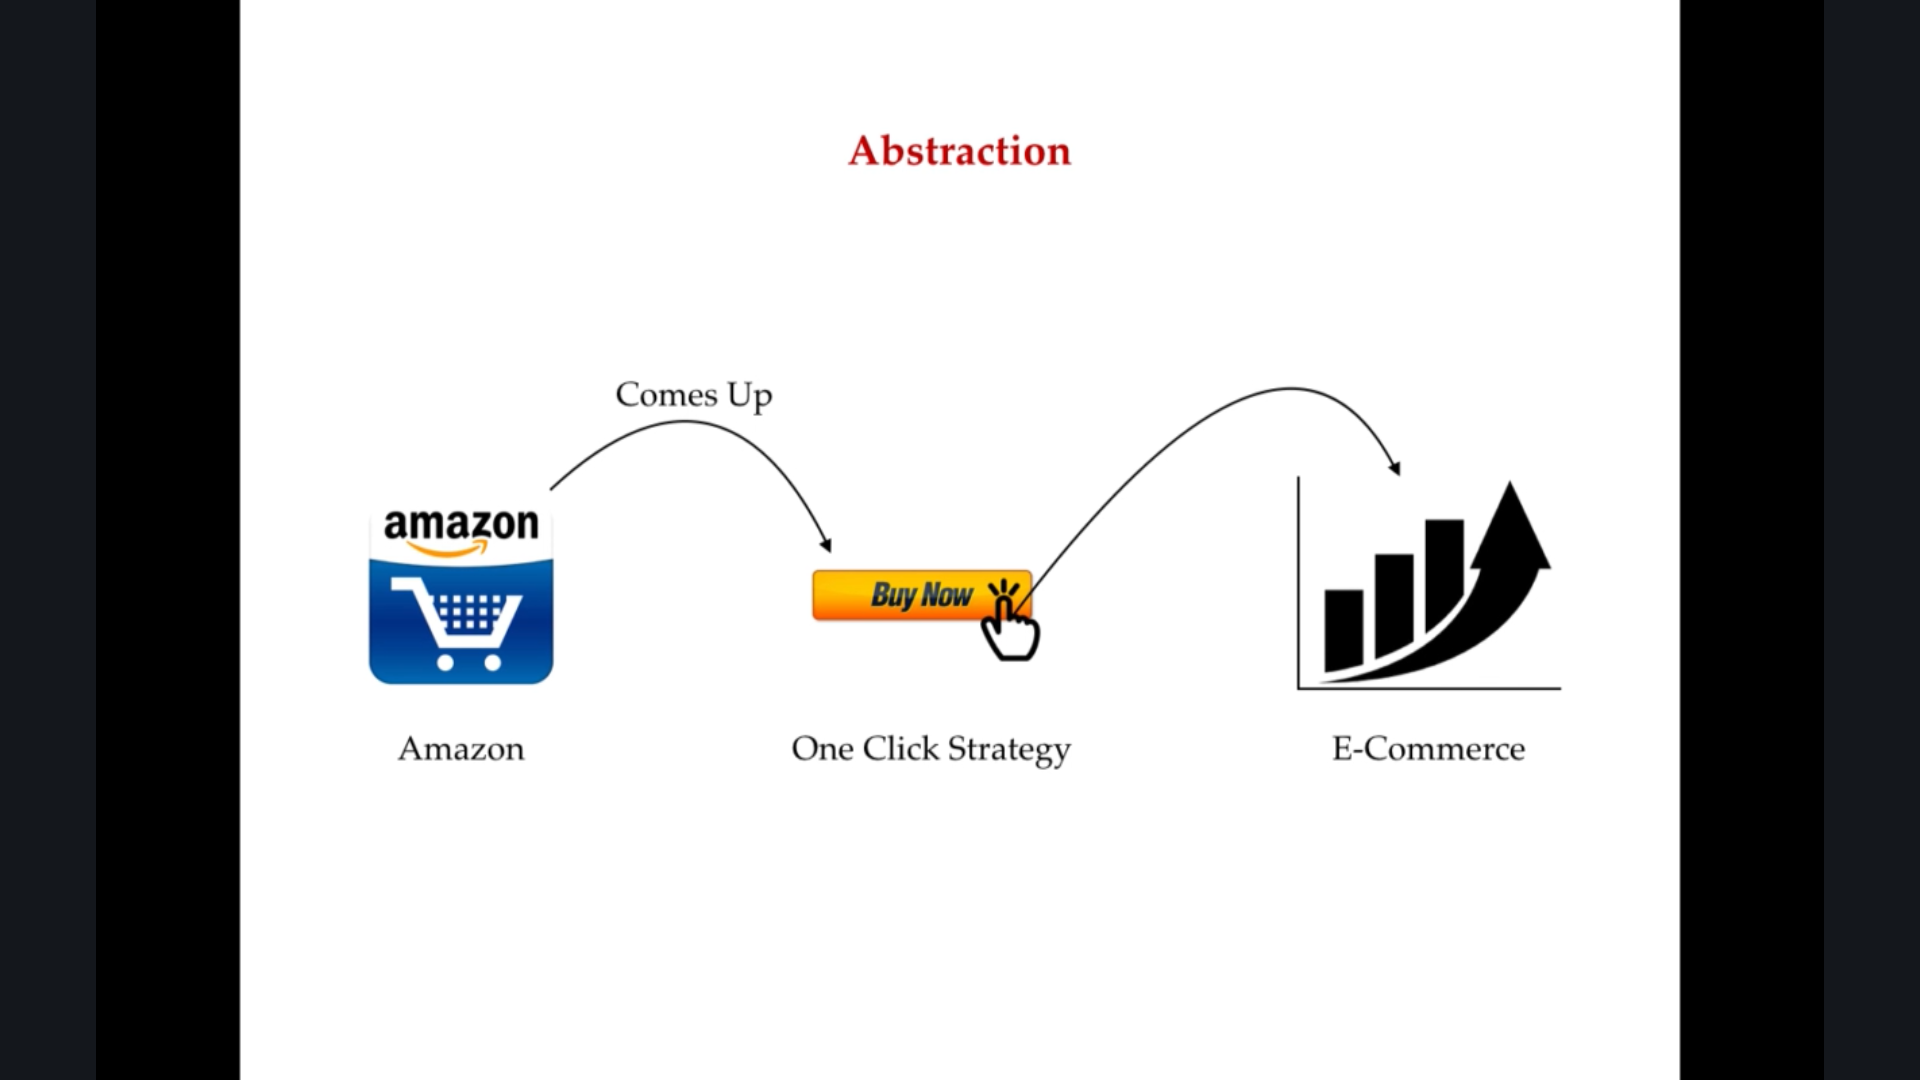 Abstraction
Comes Up
amazon
Buy Now
Amazon
One Click Strategy
E-Commerce